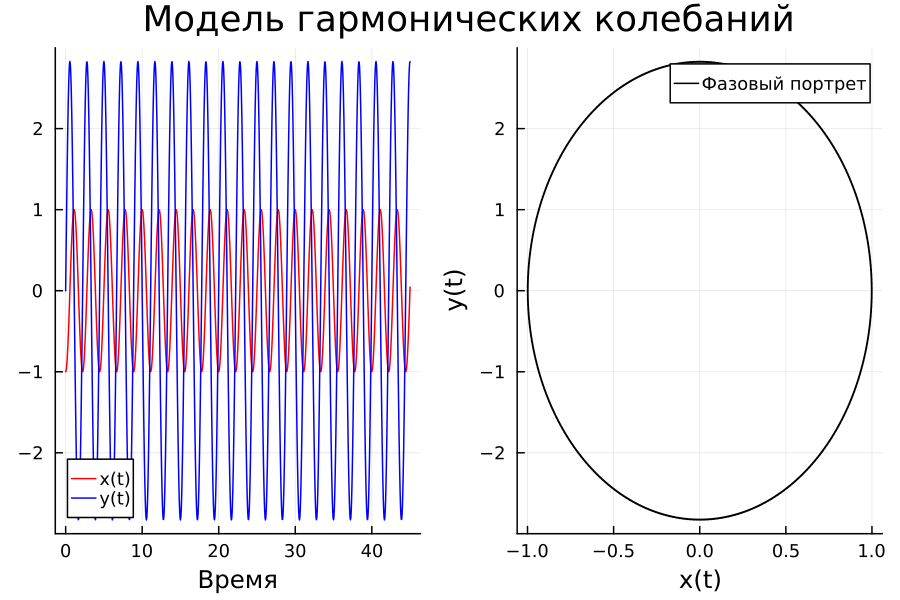 Модель гармонических колебаний
2
1
0
−1
−2
x(t)
y(t)
0 10 20 30 40
Время
Фазовый портрет
y(t)
2
1
0
−1
−2
−1.0 −0.5 0.0 0.5 1.0
x(t)